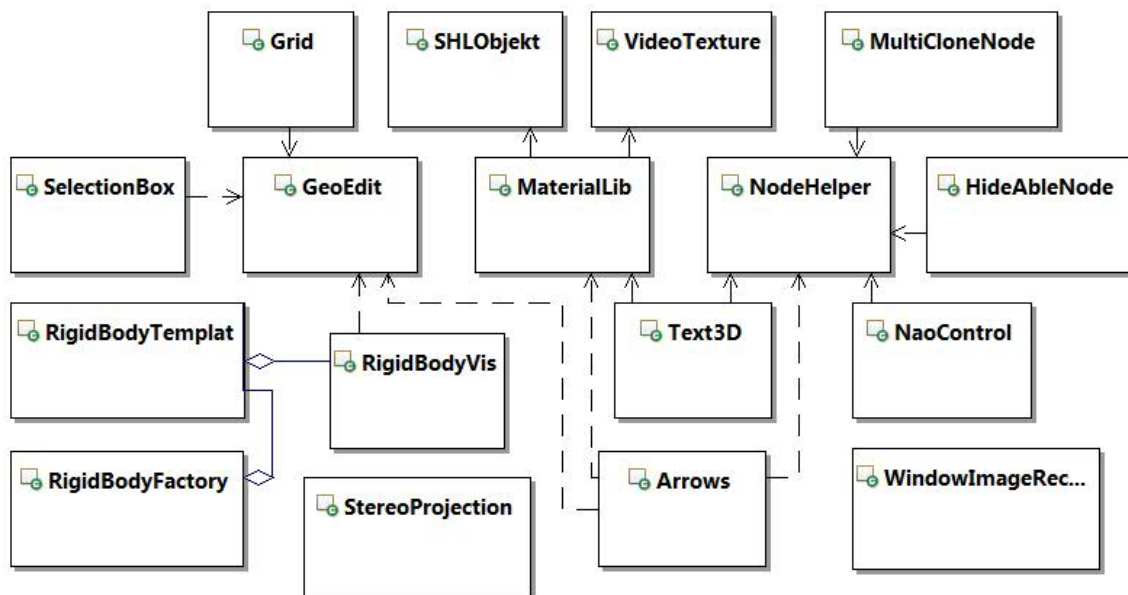 Grid
SHLObjekt
VideoTexture
MultiCloneNode
SelectionBox
GeoEdit
MaterialLib
NodeHelper
HideAbleNode
RigidBodyTemplat
RigidBodyVis
Text3D
NaoControl
RigidBodyFactory
StereoProjection
Arrows
WindowImageRec...